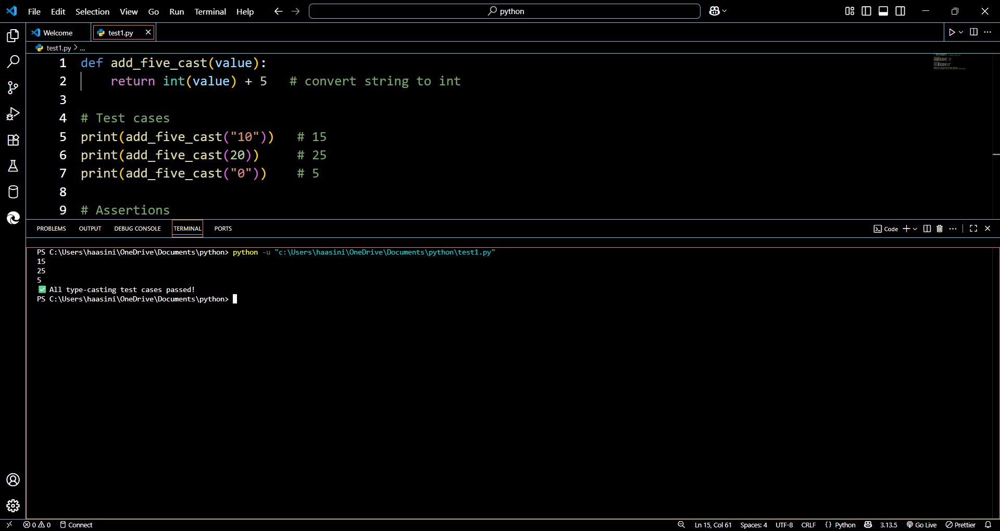 File Edit Selection View Go Run Terminal Help python
Welcome test1.py
test1.py > ...
1 def add_five_cast(value):
2     return int(value) + 5   # convert string to int
3
4 # Test cases
5 print(add_five_cast("10"))   # 15
6 print(add_five_cast(20))     # 25
7 print(add_five_cast("0"))    # 5
8
9 # Assertions
PROBLEMS OUTPUT DEBUG CONSOLE TERMINAL PORTS Code
PS C:\Users\haasini\OneDrive\Documents\python> python -u "c:\Users\haasini\OneDrive\Documents\python\test1.py"
15
25
5
✅ All type-casting test cases passed!
PS C:\Users\haasini\OneDrive\Documents\python>
0 0 Connect Ln 15, Col 61 Spaces: 4 UTF-8 CRLF {} Python 3.13.5 Go Live Prettier